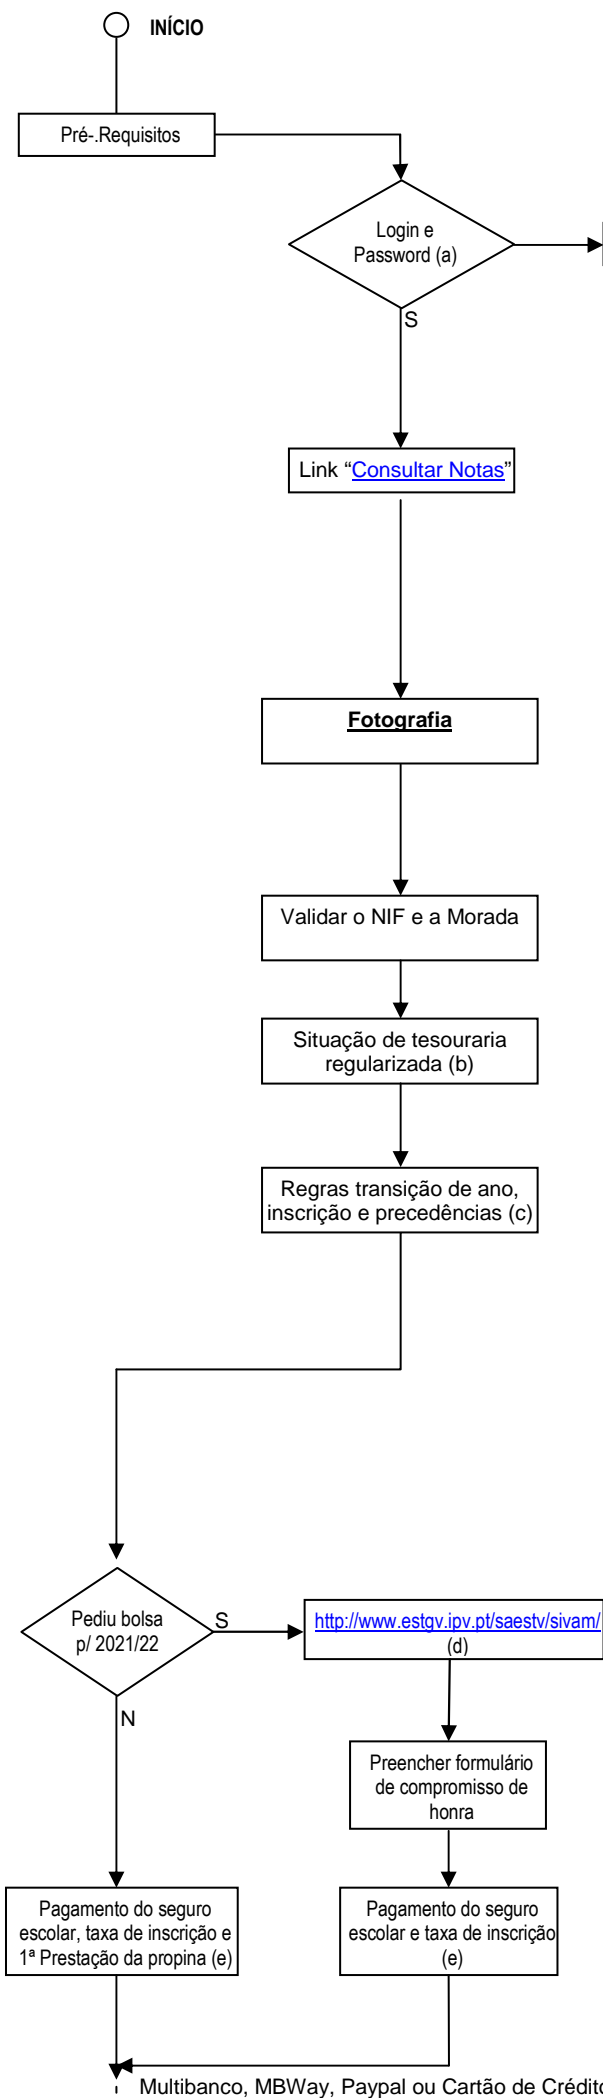 INÍCIO
Pré-.Requisitos
Login e
Password (a)
S
Link “Consultar Notas”
Fotografia
Validar o NIF e a Morada
Situação de tesouraria
regularizada (b)
Regras transição de ano,
inscrição e precedências (c)
Pediu bolsa
p/ 2021/22
S
http://www.estgv.ipv.pt/saestv/sivam/
(d)
N
Preencher formulário
de compromisso de
honra
Pagamento do seguro
escolar, taxa de inscrição e
1ª Prestação da propina (e)
Pagamento do seguro
escolar e taxa de inscrição
(e)
Multibanco, MBWay, Paypal ou Cartão de Crédito